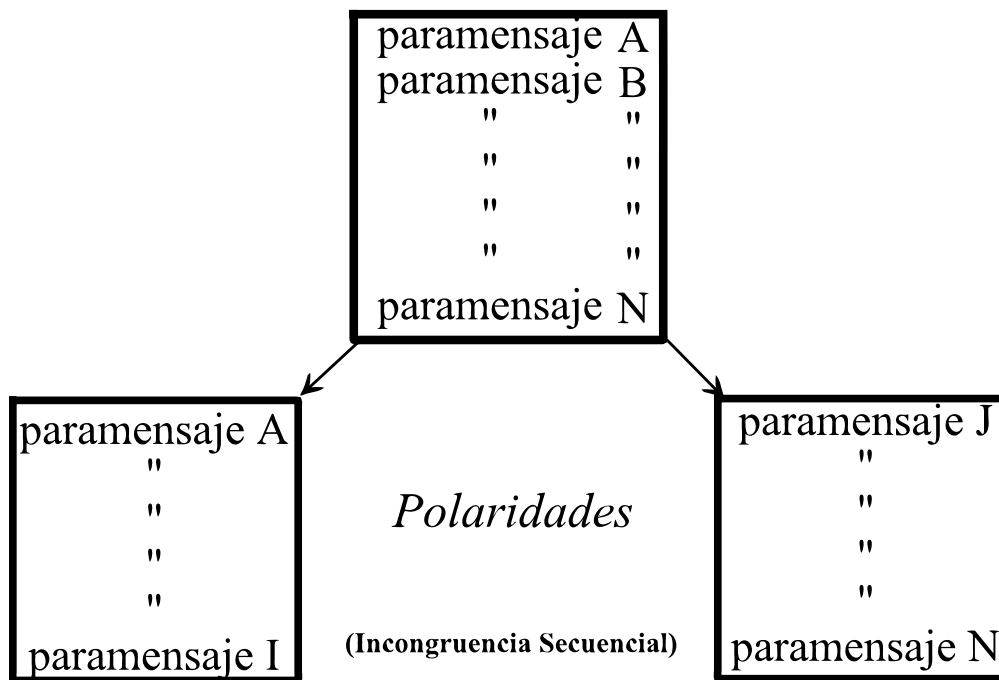 paramensaje A
paramensaje B
" "
" "
" "
" "
paramensaje N
paramensaje A
"
"
"
"
paramensaje I
Polaridades
(Incongruencia Secuencial)
paramensaje J
"
"
"
"
paramensaje N